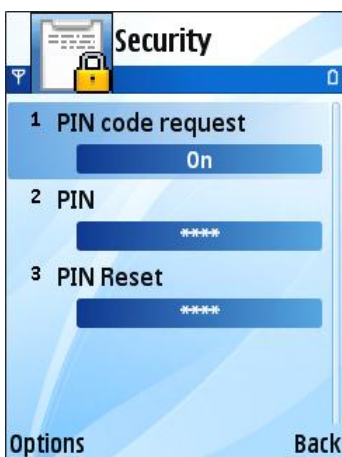 Security
1 PIN code request
On
2 PIN
****
3 PIN Reset
****
Options Back